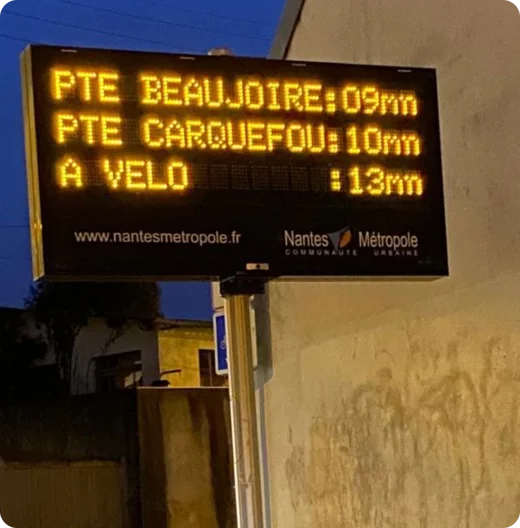 PTE BEAUJOIRE:09mn
PTE CARQUEFOU:10mn
A VELO :13mn
www.nantesmetropole.fr
Nantes Métropole
COMMUNAUTÉ URBAINE